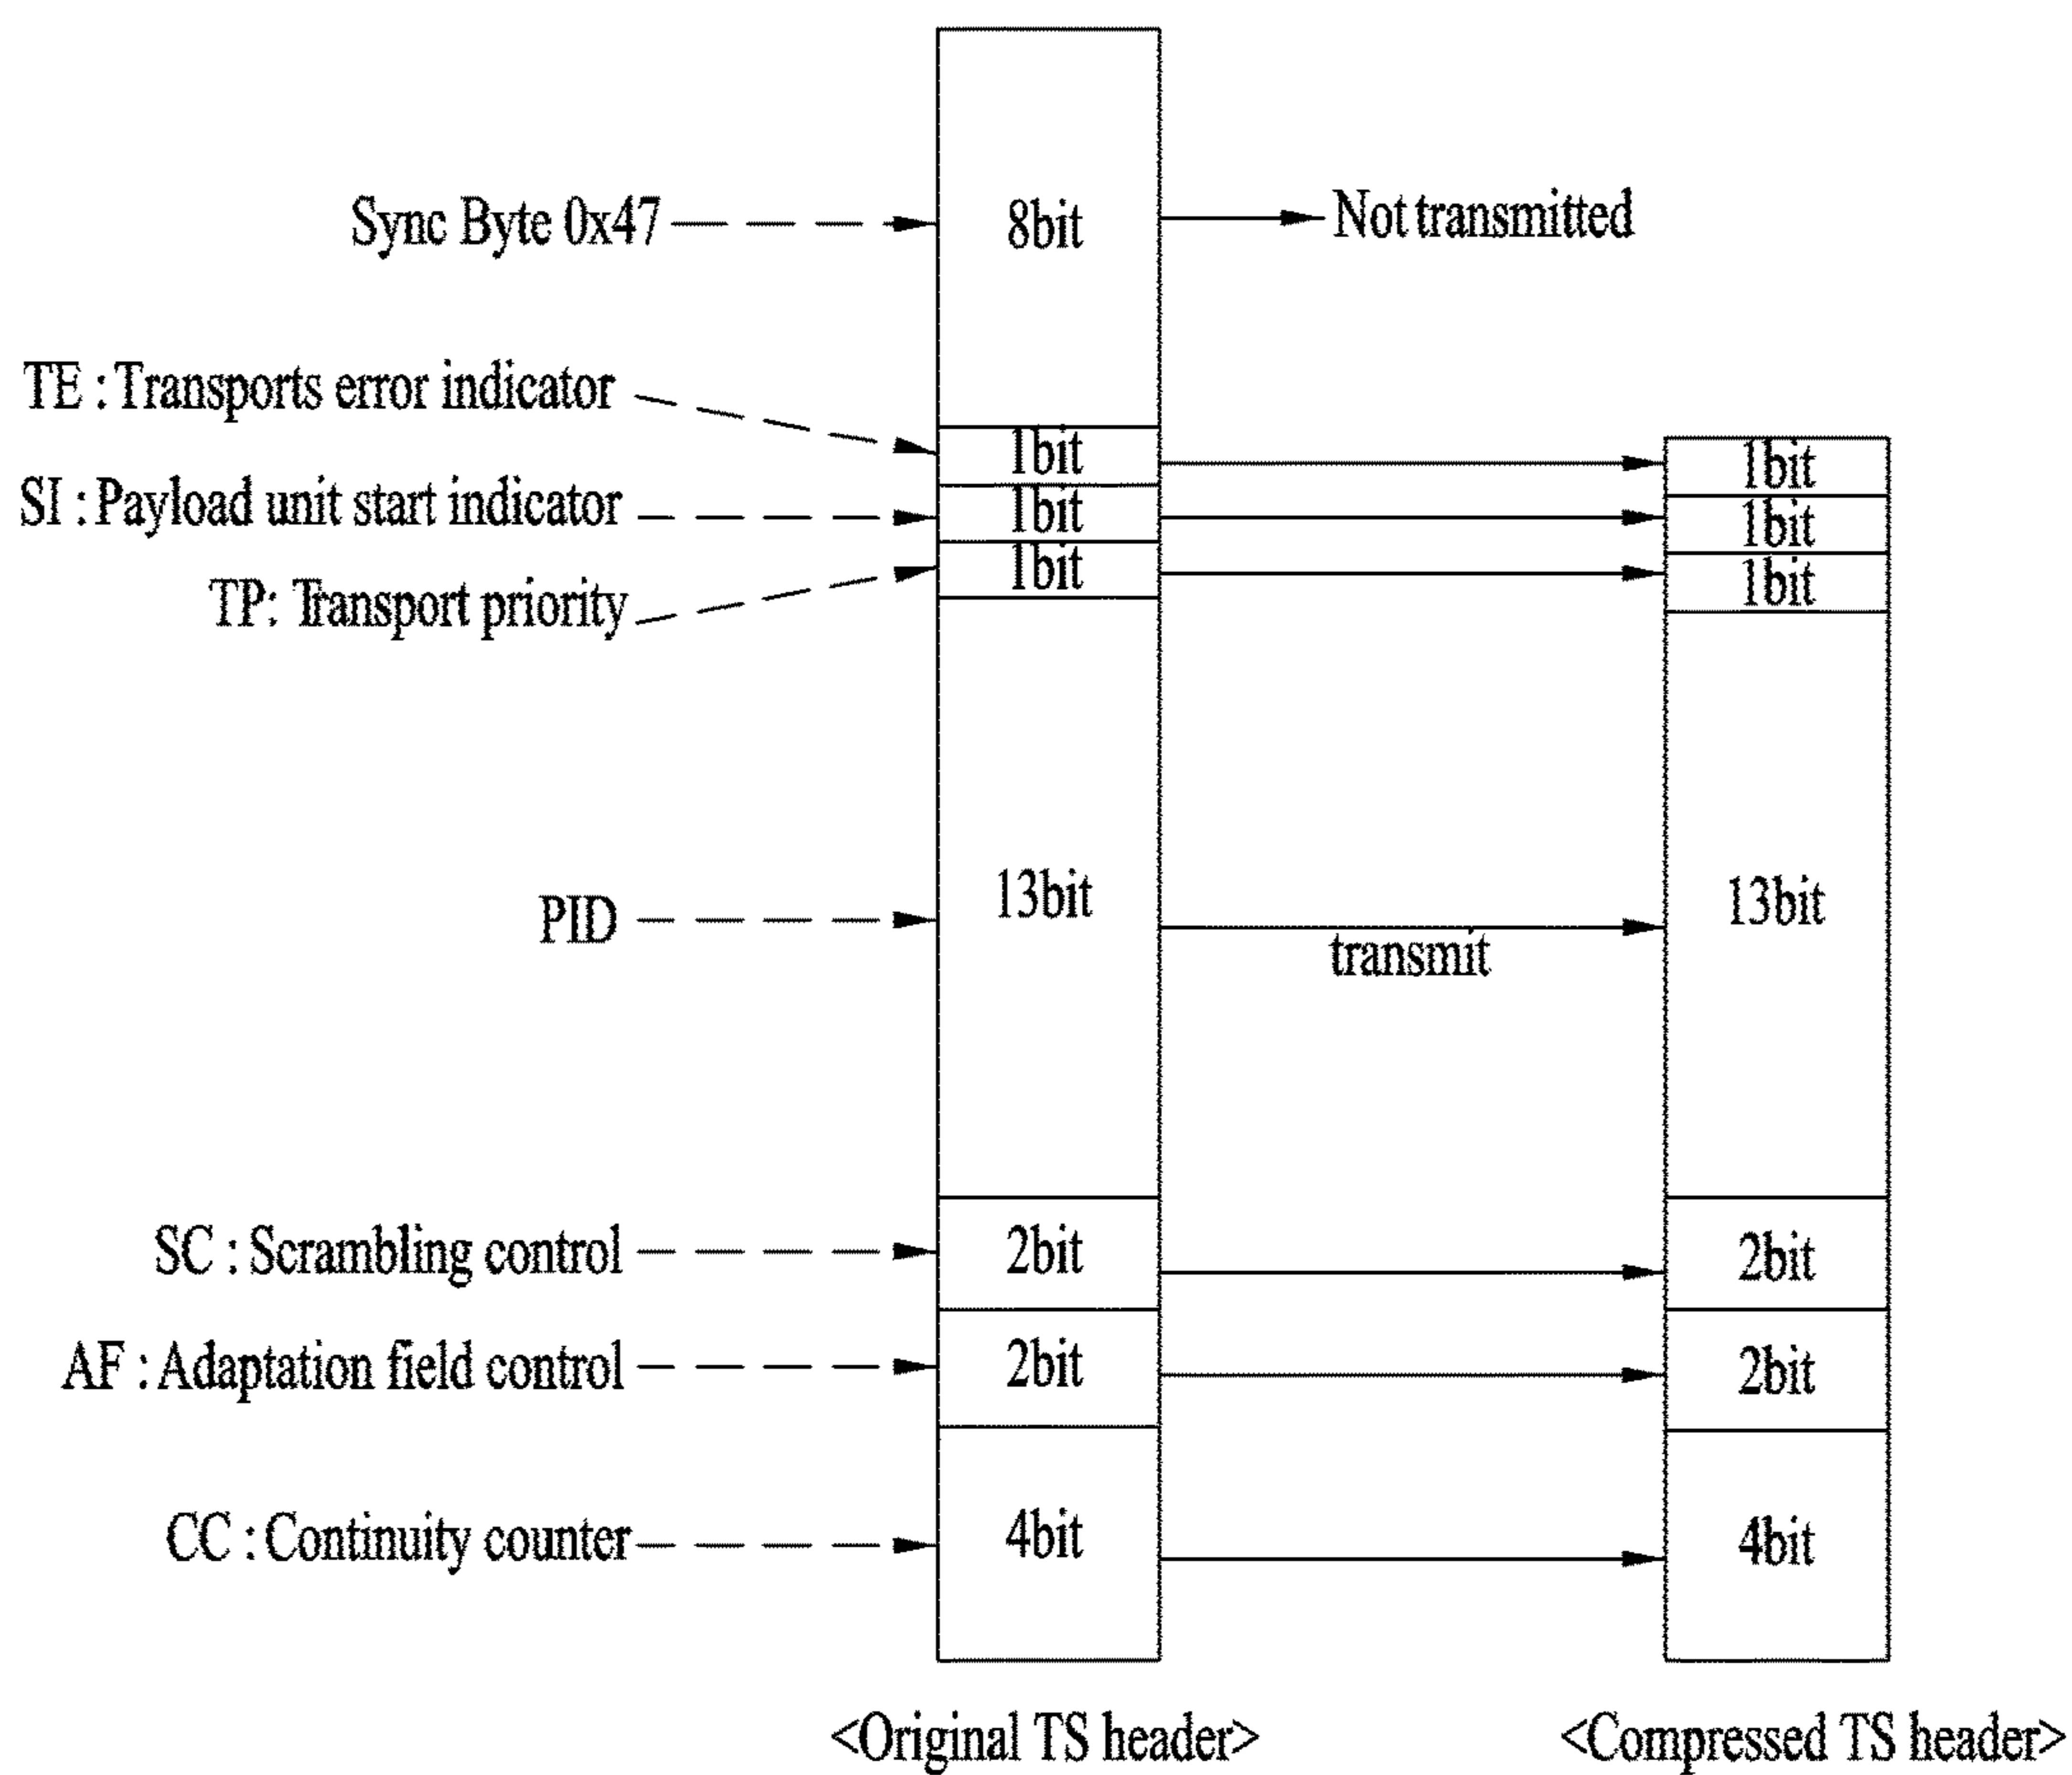 Sync Byte 0x47
8bit
Not transmitted
TE : Transports error indicator
1bit
1bit
SI : Payload unit start indicator
1bit
1bit
TP: Transport priority
1bit
1bit
PID
13bit
transmit
13bit
SC : Scrambling control
2bit
2bit
AF : Adaptation field control
2bit
2bit
CC : Continuity counter
4bit
4bit
<Original TS header>
<Compressed TS header>